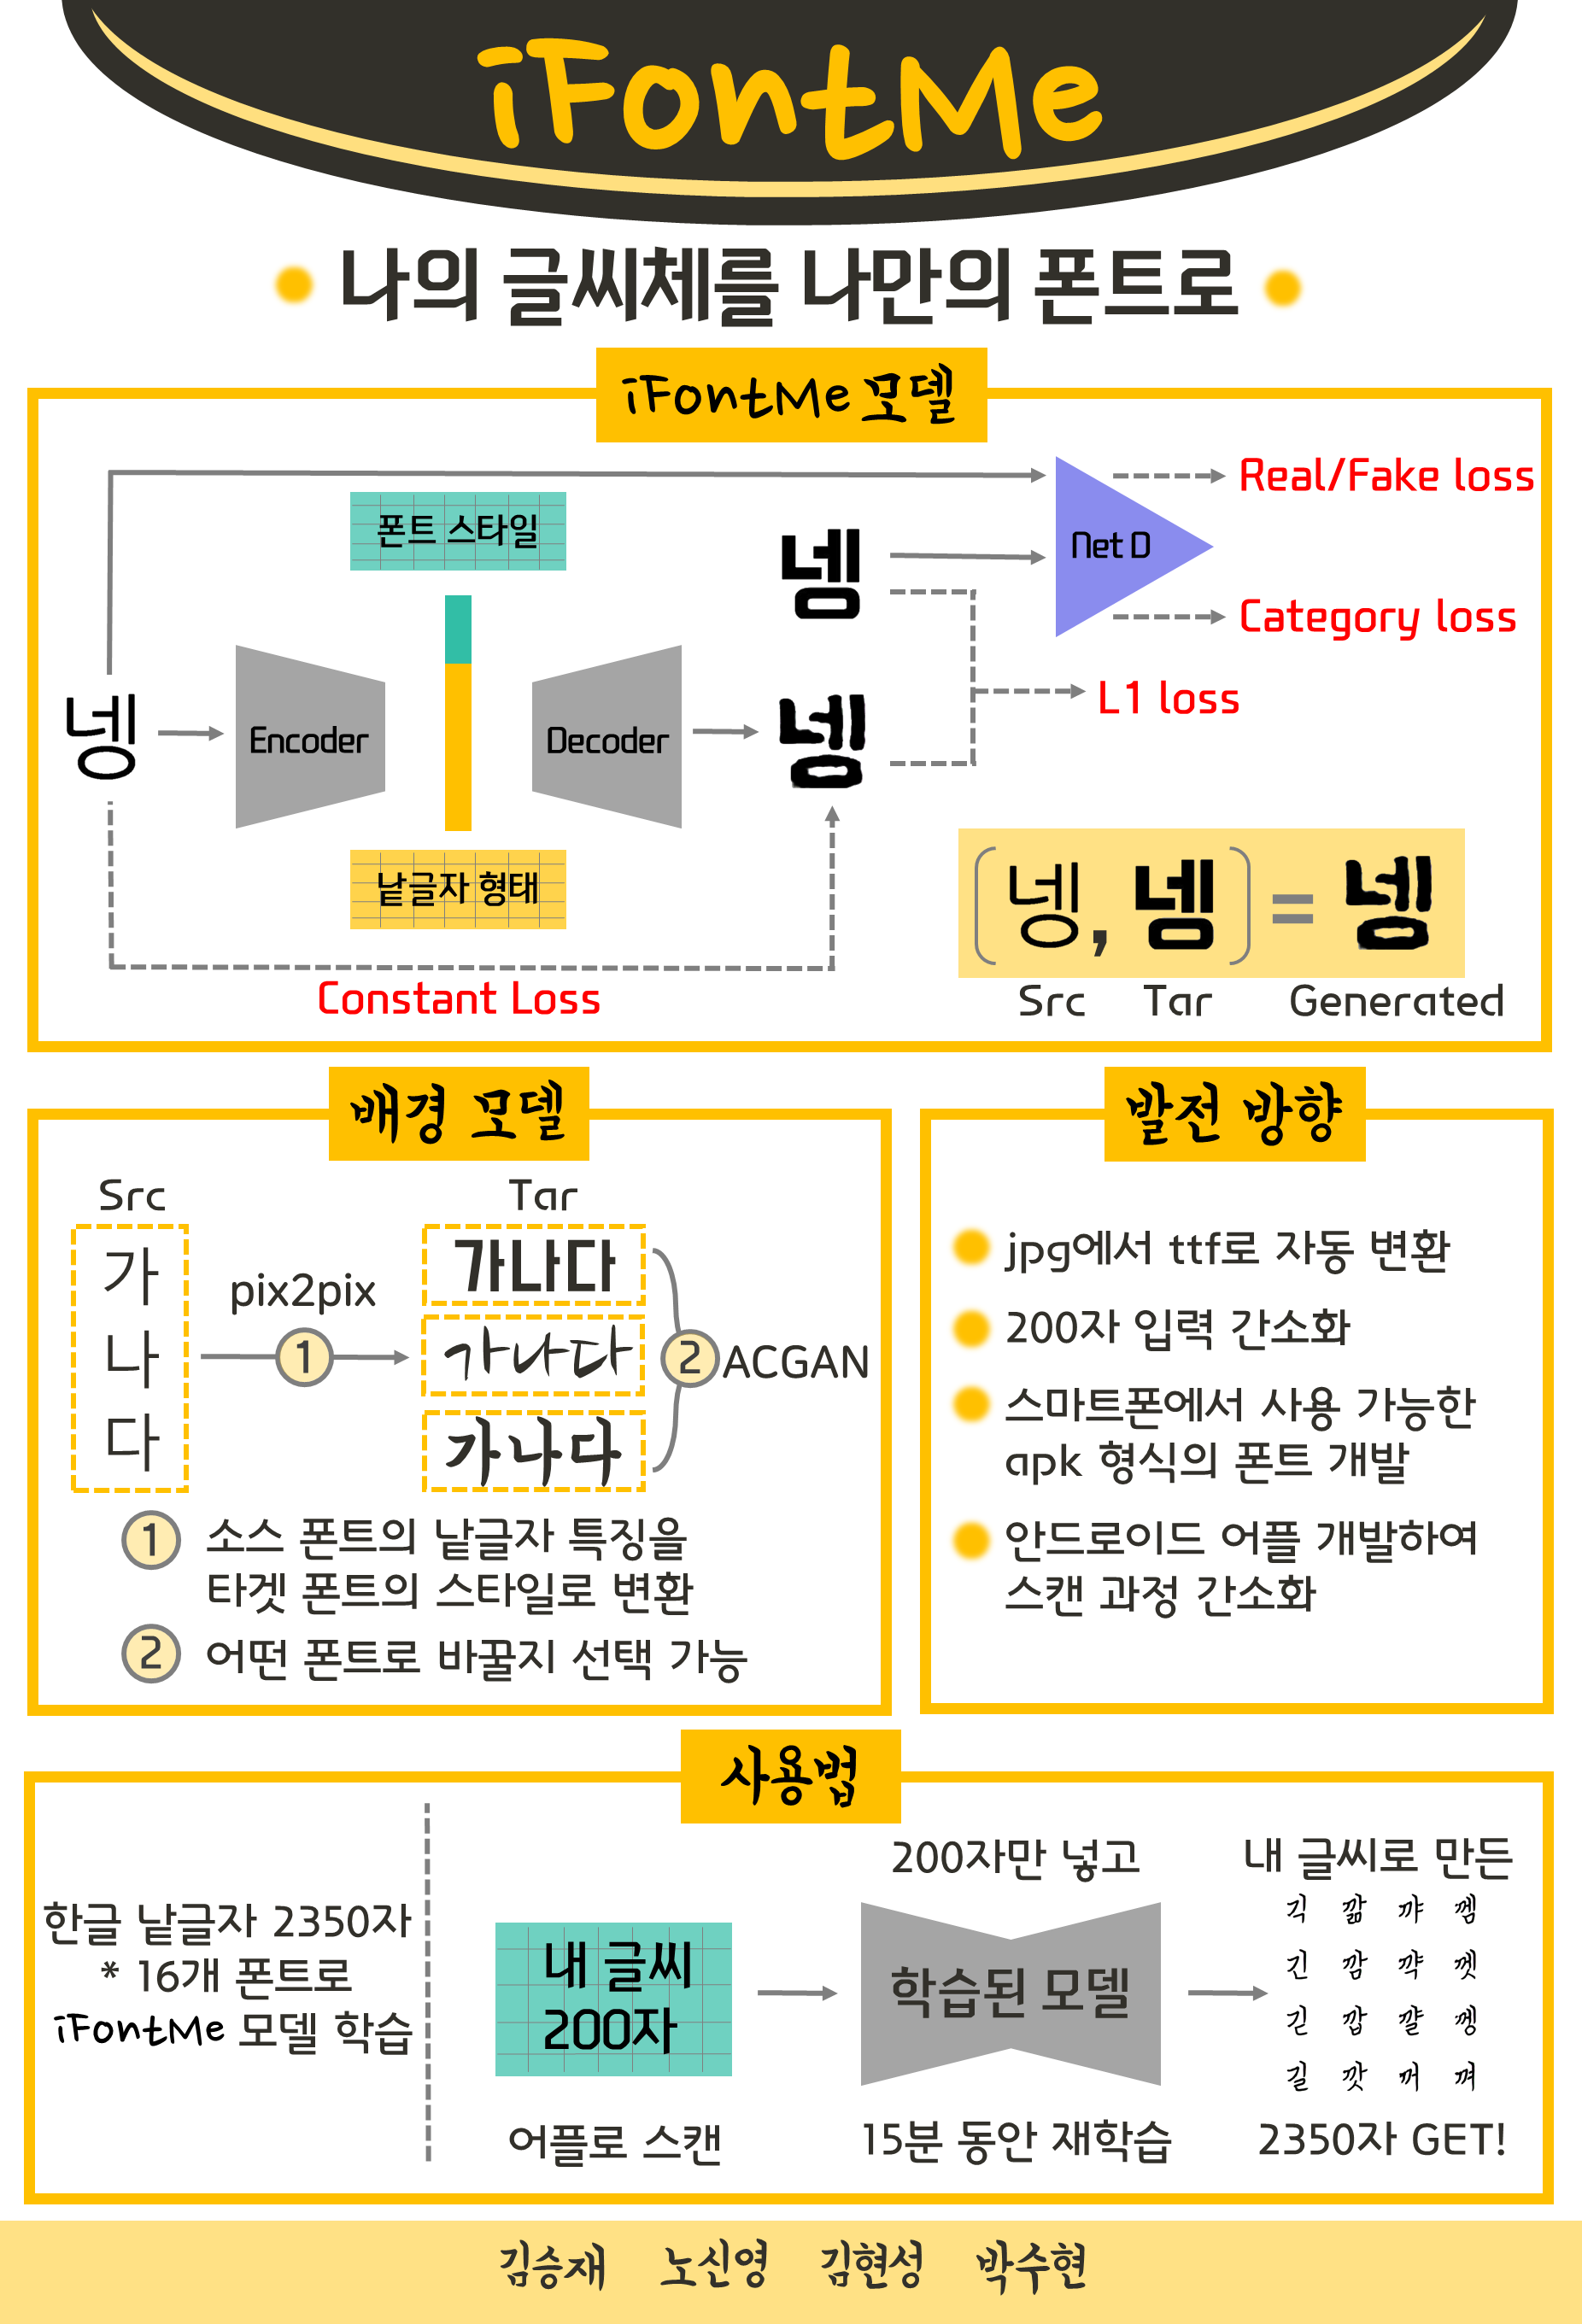 iFontMe
나의 글씨체를 나만의 폰트로
iFontMe 모델
Real/Fake loss
폰트 스타일
넹
Net D
Category loss
L1 loss
넹
Encoder
Decoder
넹
낱글자 형태
(넹, 넹) = 넹
Constant Loss
Src Tar Generated
배경 모델
Src
Tar
가
나
다
pix2pix
1
가나다
가나다
가나다
2 ACGAN
1 소스 폰트의 낱글자 특징을
타겟 폰트의 스타일로 변환
2 어떤 폰트로 바꿀지 선택 가능
발전 방향
jpg에서 ttf로 자동 변환
200자 입력 간소화
스마트폰에서 사용 가능한
apk 형식의 폰트 개발
안드로이드 어플 개발하여
스캔 과정 간소화
사용법
한글 낱글자 2350자
* 16개 폰트로
iFontMe 모델 학습
내 글씨
200자
어플로 스캔
200자만 넣고
학습된 모델
15분 동안 재학습
내 글씨로 만든
긱 깖 꺄 껨
긴 깜 꺅 껫
긷 깝 꺌 껭
길 깟 꺼 껴
2350자 GET!
김승재 노신영 김현성 박수현